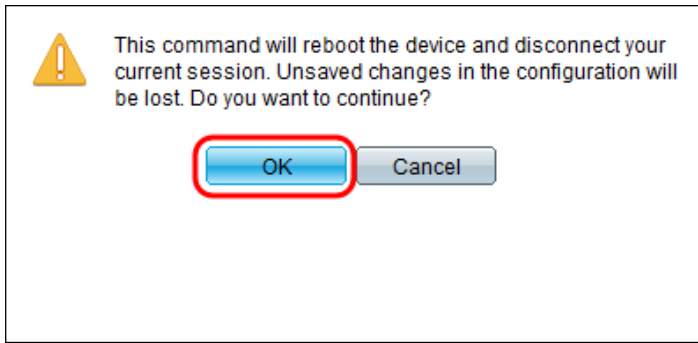 This command will reboot the device and disconnect your
current session. Unsaved changes in the configuration will
be lost. Do you want to continue?
OK Cancel